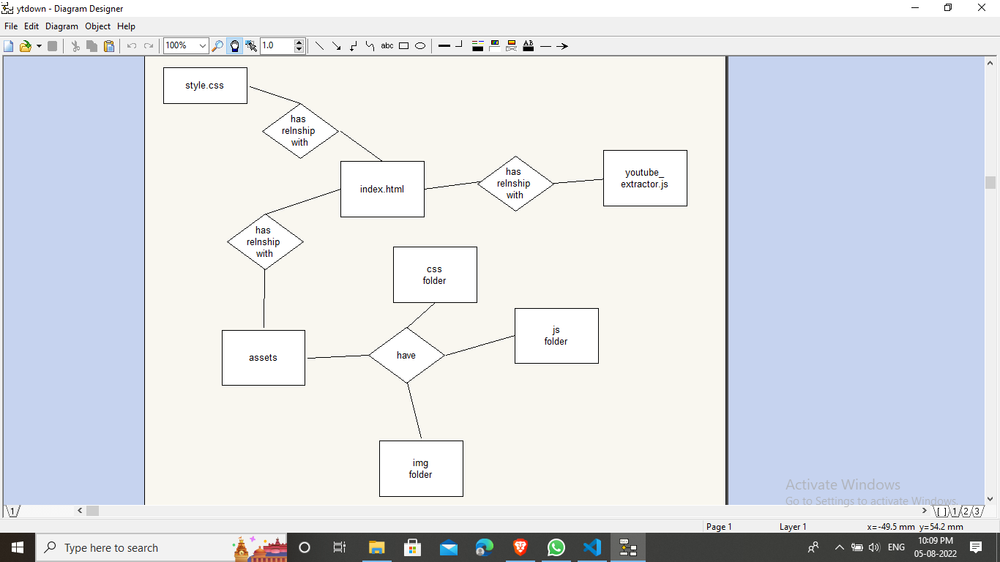 ytdown - Diagram Designer
File Edit Diagram Object Help
100%
1.0
abc
AB
style.css
has
relnship
with
index.html
has
relnship
with
youtube_
extractor.js
has
relnship
with
css
folder
js
folder
assets
have
img
folder
Activate Windows
Go to Settings to activate Windows.
1
[ ] 1 2 3
Page 1 Layer 1 x=-49.5 mm y=54.2 mm
Type here to search
ENG
10:09 PM
05-08-2022